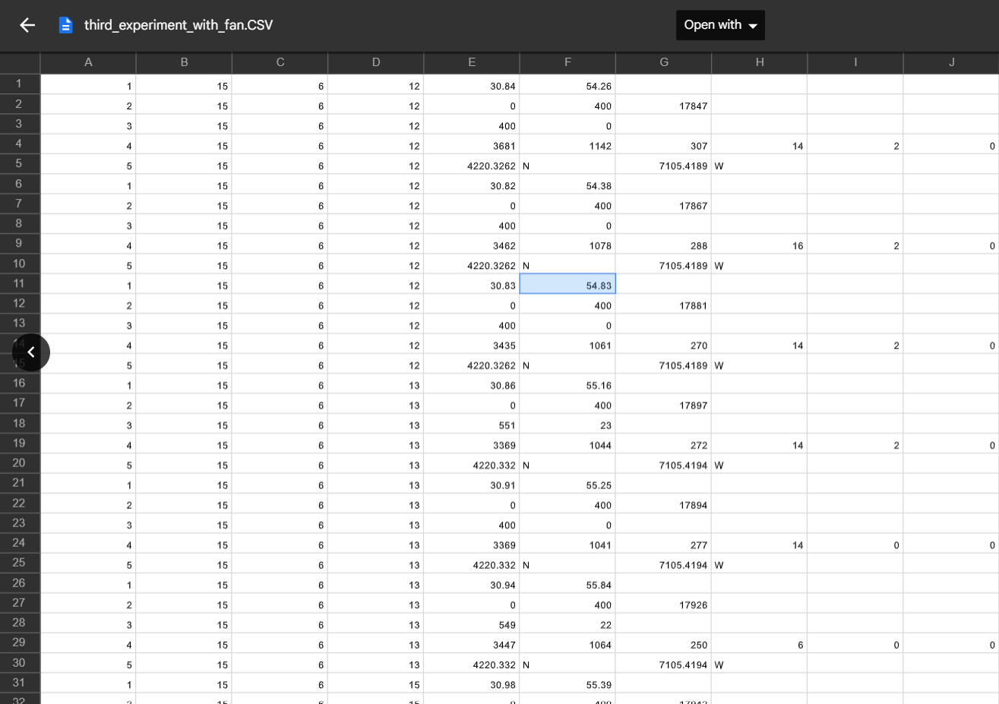 third_experiment_with_fan.CSV Open with
A B C D E F G H I J
1 1 15 6 12 30.84 54.26
2 2 15 6 12 0 400 17847
3 3 15 6 12 400 0
4 4 15 6 12 3681 1142 307 14 2 0
5 5 15 6 12 4220.3262 N 7105.4189 W
6 1 15 6 12 30.82 54.38
7 2 15 6 12 0 400 17867
8 3 15 6 12 400 0
9 4 15 6 12 3462 1078 288 16 2 0
10 5 15 6 12 4220.3262 N 7105.4189 W
11 1 15 6 12 30.83 54.83
12 2 15 6 12 0 400 17881
13 3 15 6 12 400 0
14 4 15 6 12 3435 1061 270 14 2 0
15 5 15 6 12 4220.3262 N 7105.4189 W
16 1 15 6 13 30.86 55.16
17 2 15 6 13 0 400 17897
18 3 15 6 13 551 23
19 4 15 6 13 3369 1044 272 14 2 0
20 5 15 6 13 4220.332 N 7105.4194 W
21 1 15 6 13 30.91 55.25
22 2 15 6 13 0 400 17894
23 3 15 6 13 400 0
24 4 15 6 13 3369 1041 277 14 0 0
25 5 15 6 13 4220.332 N 7105.4194 W
26 1 15 6 13 30.94 55.84
27 2 15 6 13 0 400 17926
28 3 15 6 13 549 22
29 4 15 6 13 3447 1064 250 6 0 0
30 5 15 6 13 4220.332 N 7105.4194 W
31 1 15 6 15 30.98 55.39
32 2 15 6 15 0 400